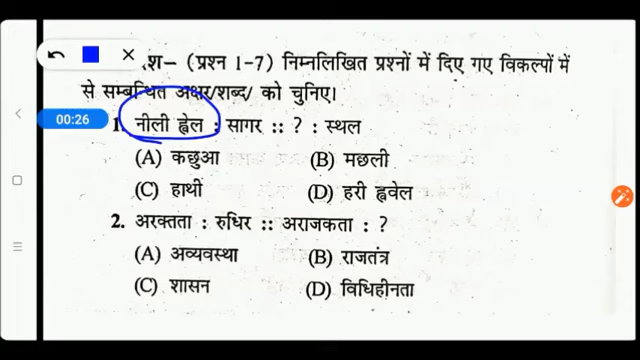 श– (प्रश्न 1-7) निम्नलिखित प्रश्नों में दिए गए विकल्पों में
से सम्बन्धित अक्षर/शब्द/ को चुनिए।
00:26
1. नीली ह्वेल : सागर :: ? : स्थल
(A) कछुआ (B) मछली
(C) हाथी (D) हरी ह्ववेल
2. अरक्तता : रुधिर :: अराजकता : ?
(A) अव्यवस्था (B) राजतंत्र
(C) शासन (D) विधिहीनता